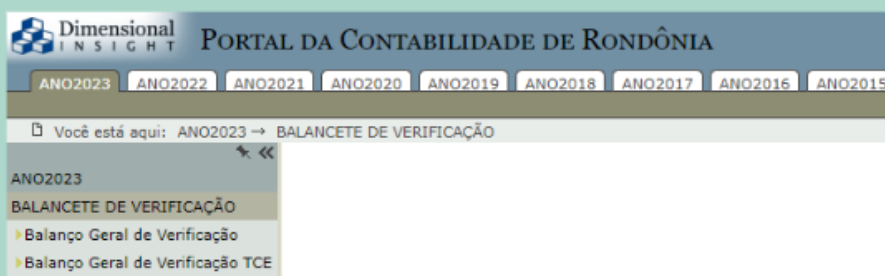 Dimensional
INSIGHT
PORTAL DA CONTABILIDADE DE RONDÔNIA
ANO2023 ANO2022 ANO2021 ANO2020 ANO2019 ANO2018 ANO2017 ANO2016 ANO2015
Você está aqui: ANO2023→ BALANCETE DE VERIFICAÇÃO
ANO2023
BALANCETE DE VERIFICAÇÃO
Balanço Geral de Verificação
Balanço Geral de Verificação TCE